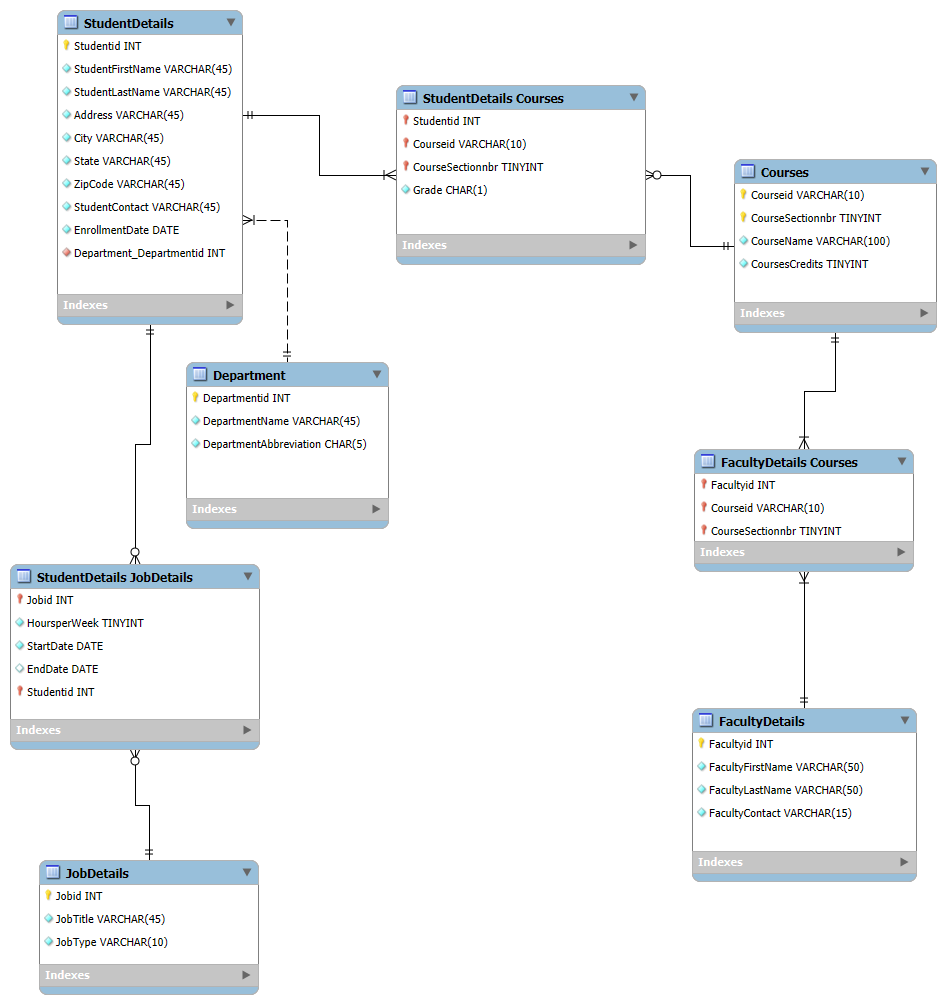 StudentDetails
Studentid INT
StudentFirstName VARCHAR(45)
StudentLastName VARCHAR(45)
Address VARCHAR(45)
City VARCHAR(45)
State VARCHAR(45)
ZipCode VARCHAR(45)
StudentContact VARCHAR(45)
EnrollmentDate DATE
Department_Departmentid INT
Indexes
StudentDetails Courses
Studentid INT
Courseid VARCHAR(10)
CourseSectionnbr TINYINT
Grade CHAR(1)
Indexes
Courses
Courseid VARCHAR(10)
CourseSectionnbr TINYINT
CourseName VARCHAR(100)
CoursesCredits TINYINT
Indexes
Department
Departmentid INT
DepartmentName VARCHAR(45)
DepartmentAbbreviation CHAR(5)
Indexes
FacultyDetails Courses
Facultyid INT
Courseid VARCHAR(10)
CourseSectionnbr TINYINT
Indexes
StudentDetails JobDetails
Jobid INT
HoursperWeek TINYINT
StartDate DATE
EndDate DATE
Studentid INT
Indexes
FacultyDetails
Facultyid INT
FacultyFirstName VARCHAR(50)
FacultyLastName VARCHAR(50)
FacultyContact VARCHAR(15)
Indexes
JobDetails
Jobid INT
JobTitle VARCHAR(45)
JobType VARCHAR(10)
Indexes